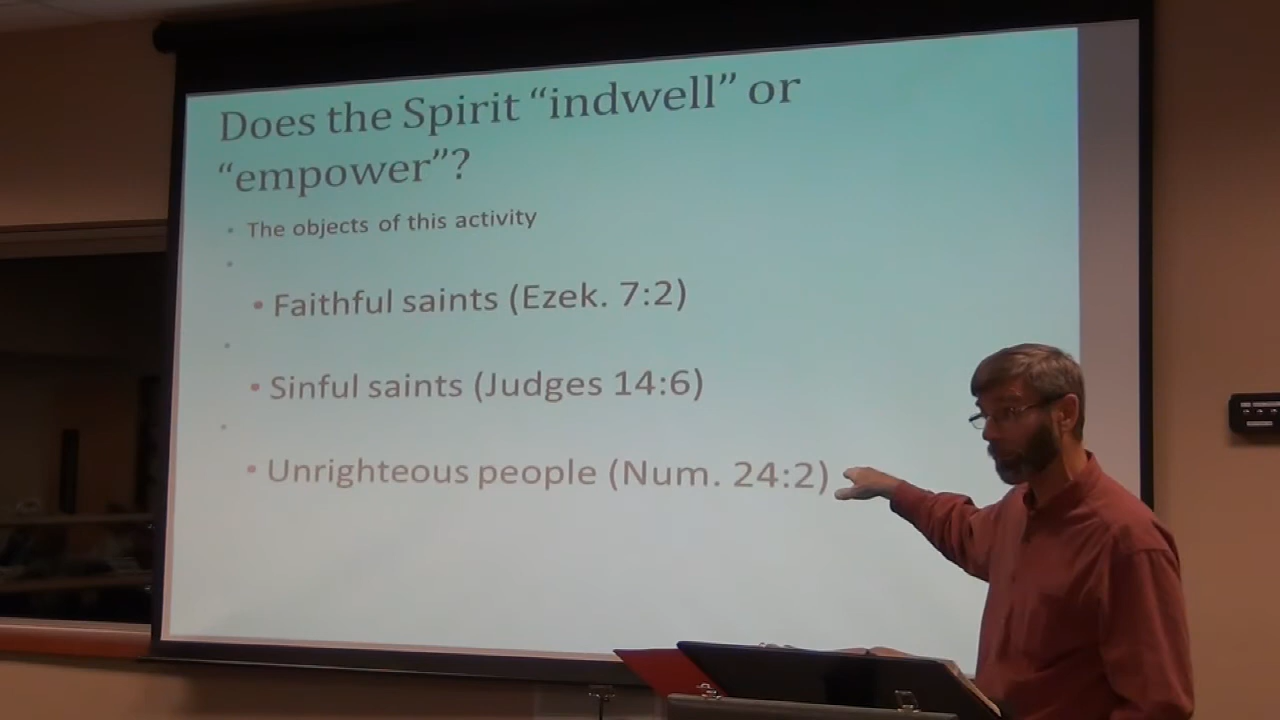 Does the Spirit “indwell” or
“empower”?
• The objects of this activity
•
• Faithful saints (Ezek. 7:2)
•
• Sinful saints (Judges 14:6)
•
• Unrighteous people (Num. 24:2)